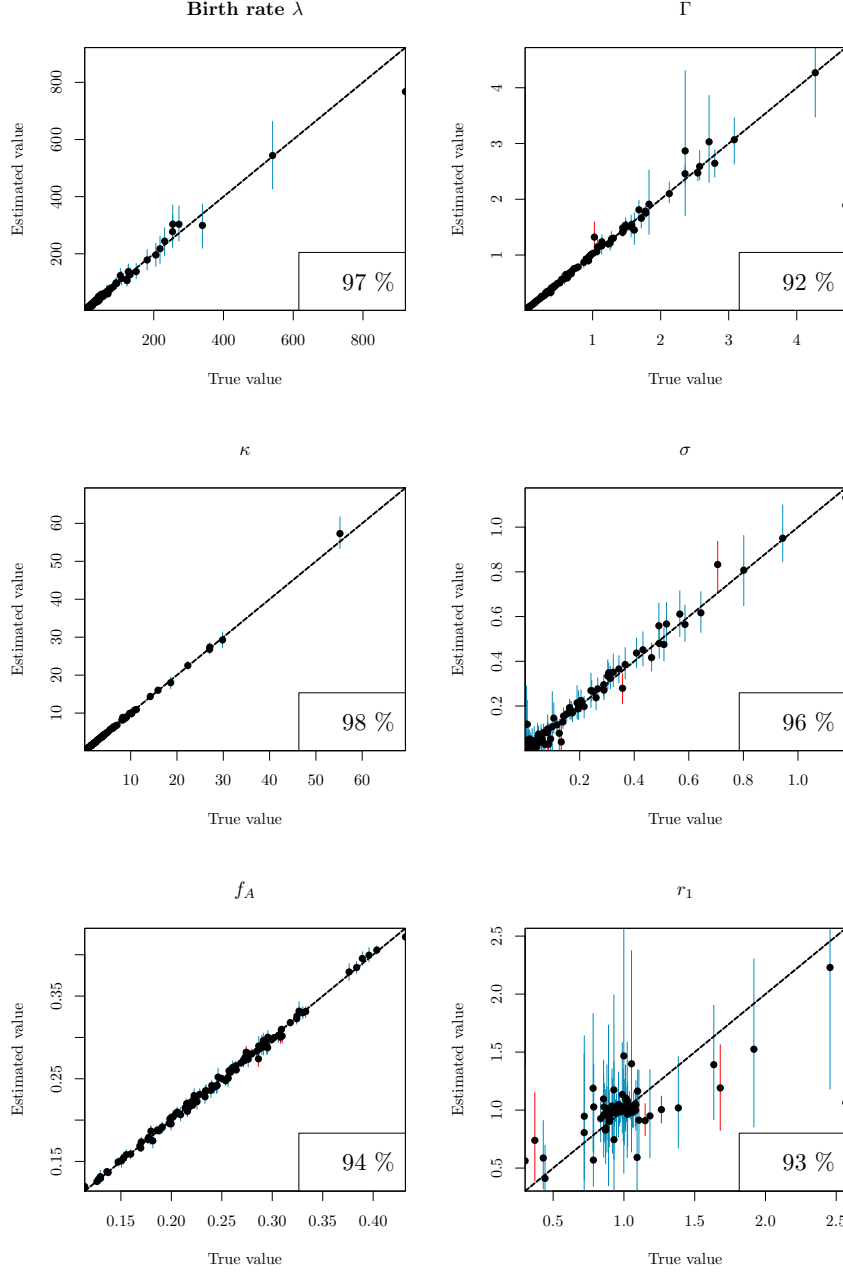 Birth rate λ
Γ
Estimated value
200 400 600 800
200 400 600 800
True value
97 %
Estimated value
1 2 3 4
1 2 3 4
True value
92 %
κ
σ
Estimated value
10 20 30 40 50 60
10 20 30 40 50 60
True value
98 %
Estimated value
0.2 0.4 0.6 0.8 1.0
0.2 0.4 0.6 0.8 1.0
True value
96 %
f_A
r_1
Estimated value
0.15 0.25 0.35
0.15 0.20 0.25 0.30 0.35 0.40
True value
94 %
Estimated value
0.5 1.0 1.5 2.0 2.5
0.5 1.0 1.5 2.0 2.5
True value
93 %